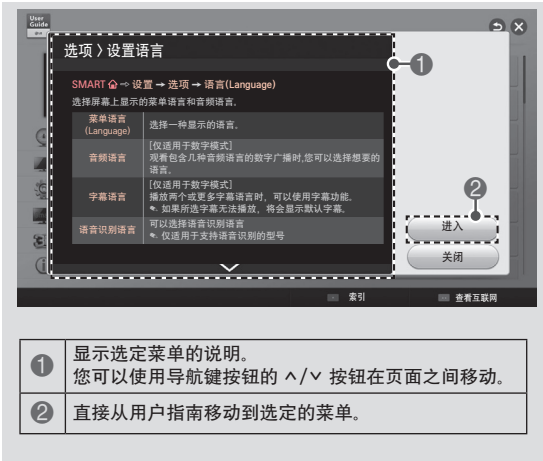 User
Guide
选项 〉设置语言
❶
SMART ⇨ 设置 → 选项 → 语言(Language)
选择屏幕上显示的菜单语言和音频语言.
菜单语言
(Language)
选择一种显示的语言.
音频语言
[仅适用于数字模式]
观看包含几种音频语言的数字广播时,您可以选择想要的
语言.
字幕语言
[仅适用于数字模式]
播放两个或更多字幕语言时, 可以使用字幕功能.
✎ 如果所选字幕无法播放, 将会显示默认字幕.
语音识别语言
可以选择语音识别语言
✎ 仅适用于支持语音识别的型号
❷
进入
关闭
索引
查看互联网
❶ 显示选定菜单的说明。
您可以使用导航键按钮的 ∧/∨ 按钮在页面之间移动。
❷ 直接从用户指南移动到选定的菜单。